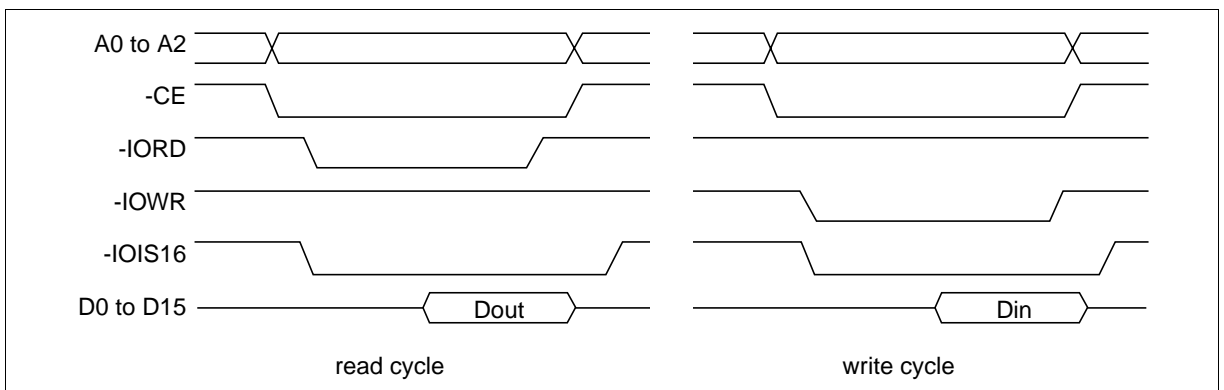 A0 to A2
-CE
-IORD
-IOWR
-IOIS16
D0 to D15 Dout Din
read cycle write cycle